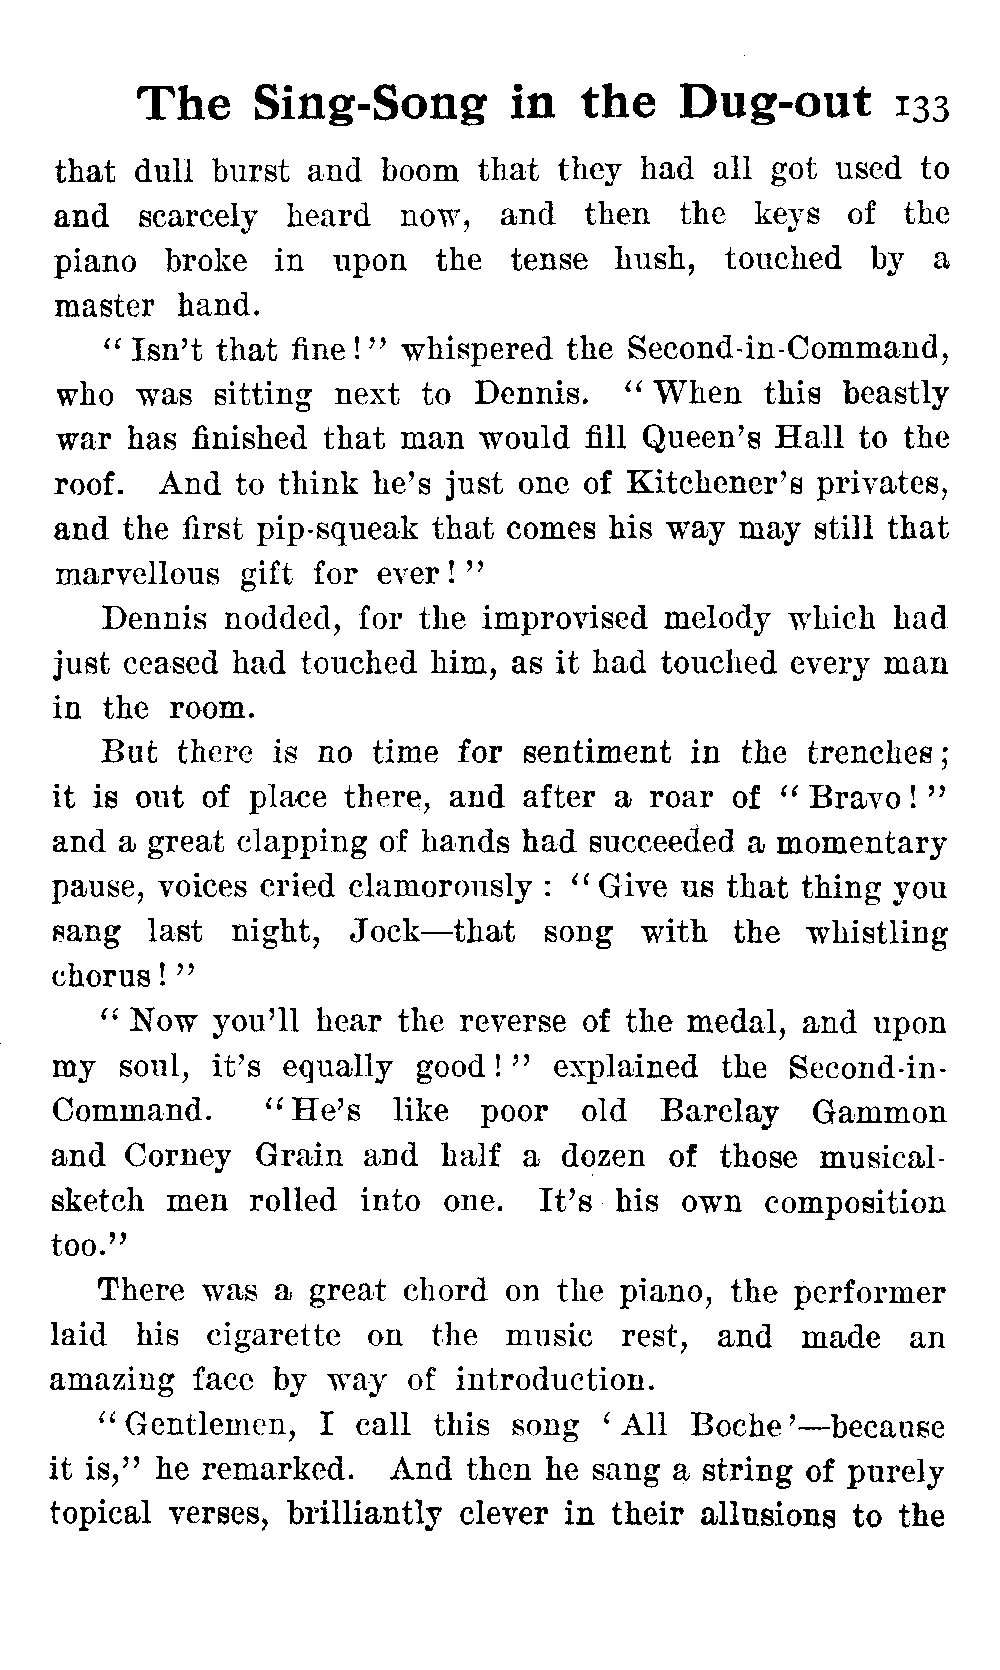 The Sing-Song in the Dug-out 133
that dull burst and boom that they had all got used to
and scarcely heard now, and then the keys of the
piano broke in upon the tense hush, touched by a
master hand.
“Isn’t that fine!” whispered the Second-in-Command,
who was sitting next to Dennis. “When this beastly
war has finished that man would fill Queen’s Hall to the
roof. And to think he’s just one of Kitchener’s privates,
and the first pip-squeak that comes his way may still that
marvellous gift for ever!”
Dennis nodded, for the improvised melody which had
just ceased had touched him, as it had touched every man
in the room.
But there is no time for sentiment in the trenches;
it is out of place there, and after a roar of “Bravo!”
and a great clapping of hands had succeeded a momentary
pause, voices cried clamorously: “Give us that thing you
sang last night, Jock—that song with the whistling
chorus!”
“Now you’ll hear the reverse of the medal, and upon
my soul, it’s equally good!” explained the Second-in-
Command. “He’s like poor old Barclay Gammon
and Corney Grain and half a dozen of those musical-
sketch men rolled into one. It’s his own composition
too.”
There was a great chord on the piano, the performer
laid his cigarette on the music rest, and made an
amazing face by way of introduction.
“Gentlemen, I call this song ‘All Boche’—because
it is,” he remarked. And then he sang a string of purely
topical verses, brilliantly clever in their allusions to the